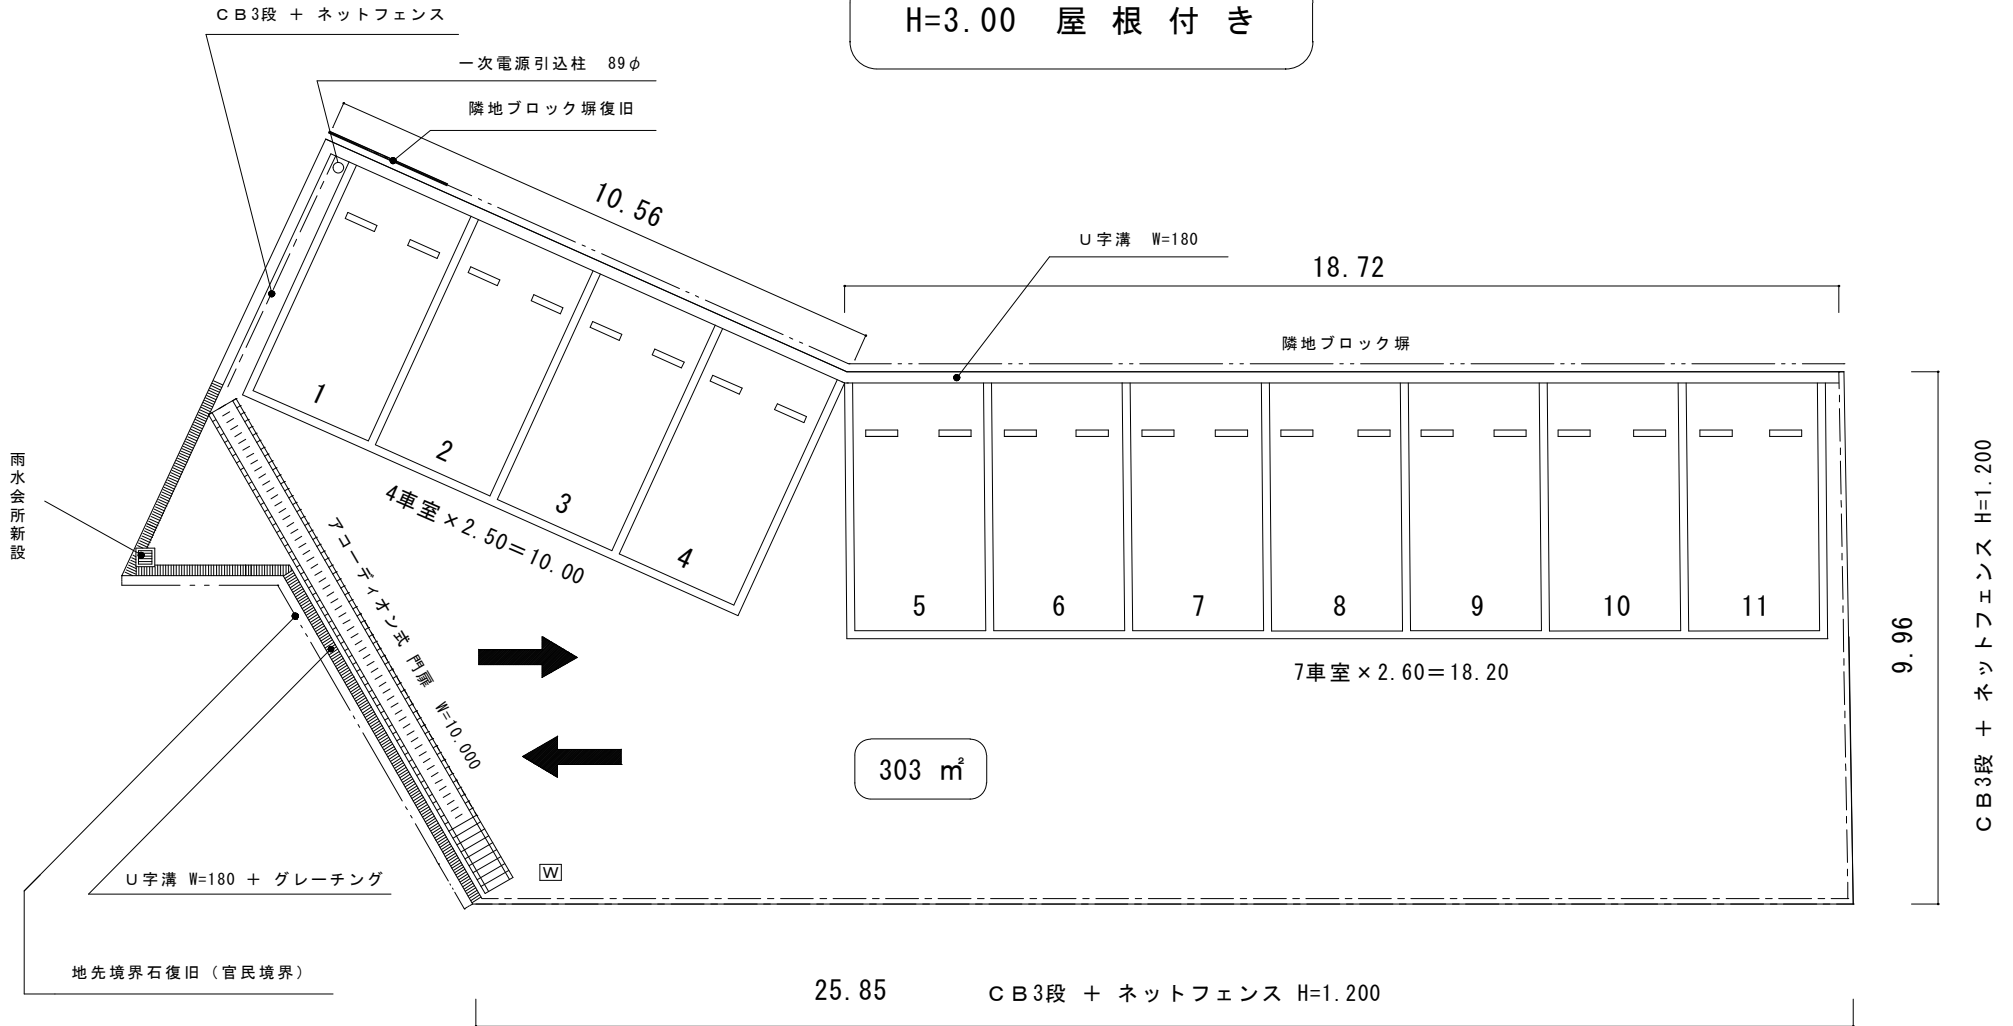 CB3段 + ネットフェンス
H=3.00 屋根付き
一次電源引込柱 89φ
隣地ブロック塀復旧
10.56
U字溝 W=180
18.72
隣地ブロック塀
1
2
3
4
4車室×2.50=10.00
雨水会所新設
アコーディオン式 門扉 W=10.000
5
6
7
8
9
10
11
7車室×2.60=18.20
9.96
CB3段 + ネットフェンス H=1.200
303 ㎡
W
U字溝 W=180 + グレーチング
地先境界石復旧(官民境界)
25.85
CB3段 + ネットフェンス H=1.200